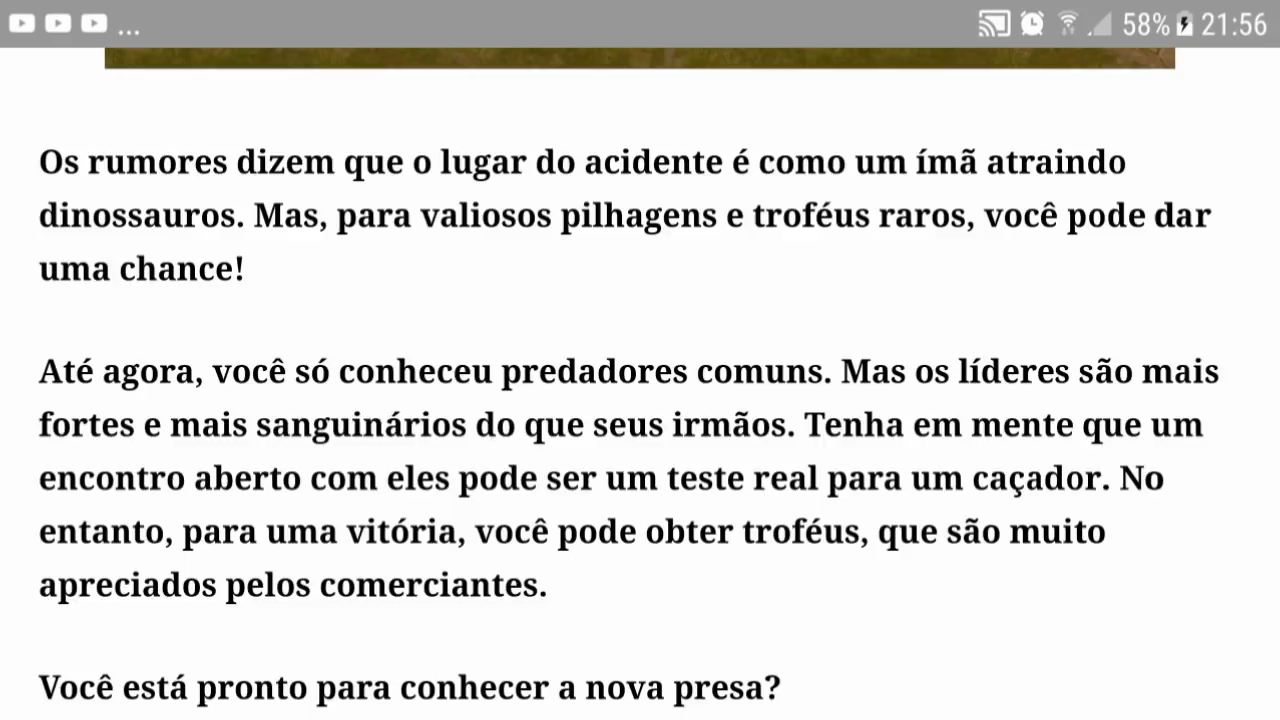 ... 58% 21:56
Os rumores dizem que o lugar do acidente é como um ímã atraindo
dinossauros. Mas, para valiosos pilhagens e troféus raros, você pode dar
uma chance!
Até agora, você só conheceu predadores comuns. Mas os líderes são mais
fortes e mais sanguinários do que seus irmãos. Tenha em mente que um
encontro aberto com eles pode ser um teste real para um caçador. No
entanto, para uma vitória, você pode obter troféus, que são muito
apreciados pelos comerciantes.
Você está pronto para conhecer a nova presa?